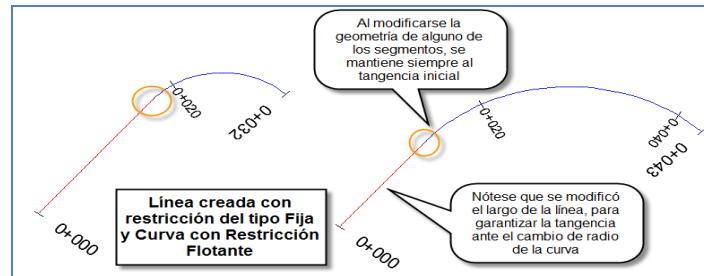 Al modificarse la
geometría de alguno de
los segmentos, se
mantiene siempre al
tangencia inicial
0+020
0+032
0+000
Línea creada con
restricción del tipo Fija
y Curva con Restricción
Flotante
0+020
0+040
0+043
0+000
Nótese que se modificó
el largo de la línea, para
garantizar la tangencia
ante el cambio de radio
de la curva